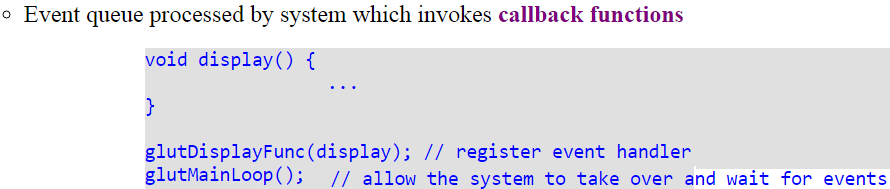 Event queue processed by system which invokes callback functions
void display() {
...
}
glutDisplayFunc(display); // register event handler
glutMainLoop(); // allow the system to take over and wait for events